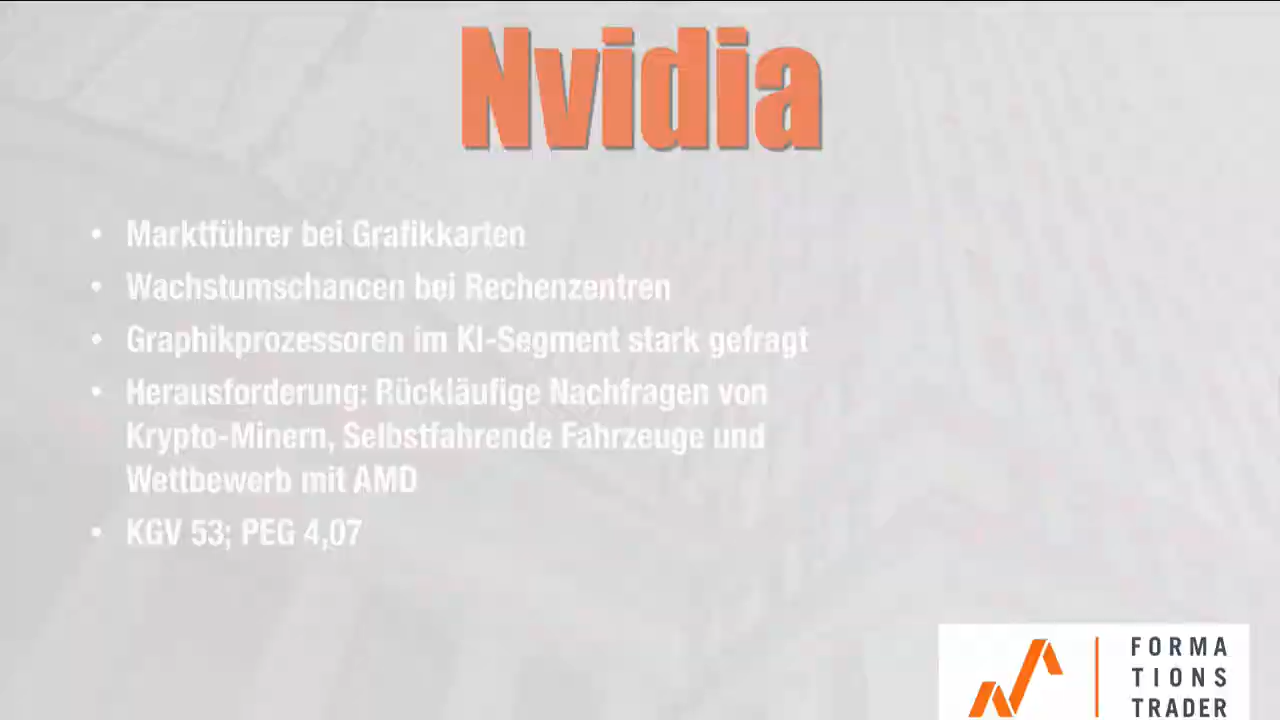 Nvidia
• Marktführer bei Grafikkarten
• Wachstumschancen bei Rechenzentren
• Graphikprozessoren im KI-Segment stark gefragt
• Herausforderung: Rückläufige Nachfragen von
Krypto-Minern, Selbstfahrende Fahrzeuge und
Wettbewerb mit AMD
• KGV 53; PEG 4,07
FORMA
TIONS
TRADER